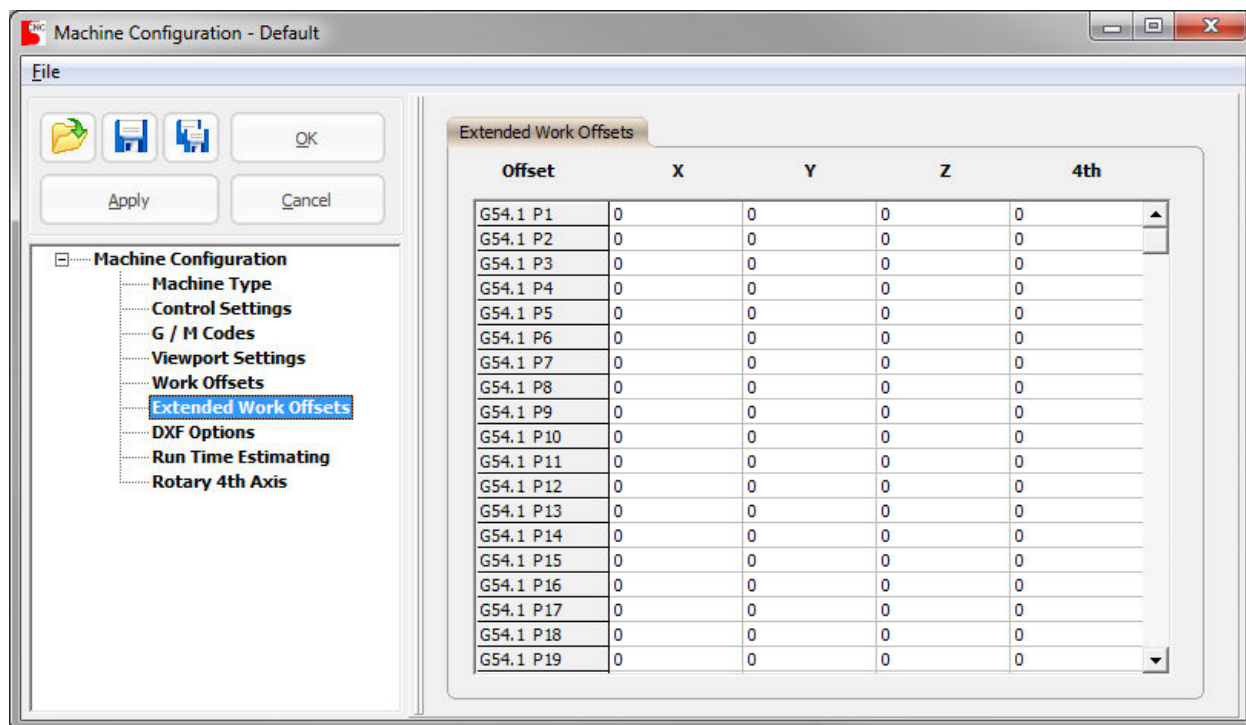 CNC
Machine Configuration - Default
File
OK
Apply
Cancel
Machine Configuration
Machine Type
Control Settings
G / M Codes
Viewport Settings
Work Offsets
Extended Work Offsets
DXF Options
Run Time Estimating
Rotary 4th Axis
Extended Work Offsets
Offset X Y Z 4th
G54.1 P1 0 0 0 0
G54.1 P2 0 0 0 0
G54.1 P3 0 0 0 0
G54.1 P4 0 0 0 0
G54.1 P5 0 0 0 0
G54.1 P6 0 0 0 0
G54.1 P7 0 0 0 0
G54.1 P8 0 0 0 0
G54.1 P9 0 0 0 0
G54.1 P10 0 0 0 0
G54.1 P11 0 0 0 0
G54.1 P12 0 0 0 0
G54.1 P13 0 0 0 0
G54.1 P14 0 0 0 0
G54.1 P15 0 0 0 0
G54.1 P16 0 0 0 0
G54.1 P17 0 0 0 0
G54.1 P18 0 0 0 0
G54.1 P19 0 0 0 0